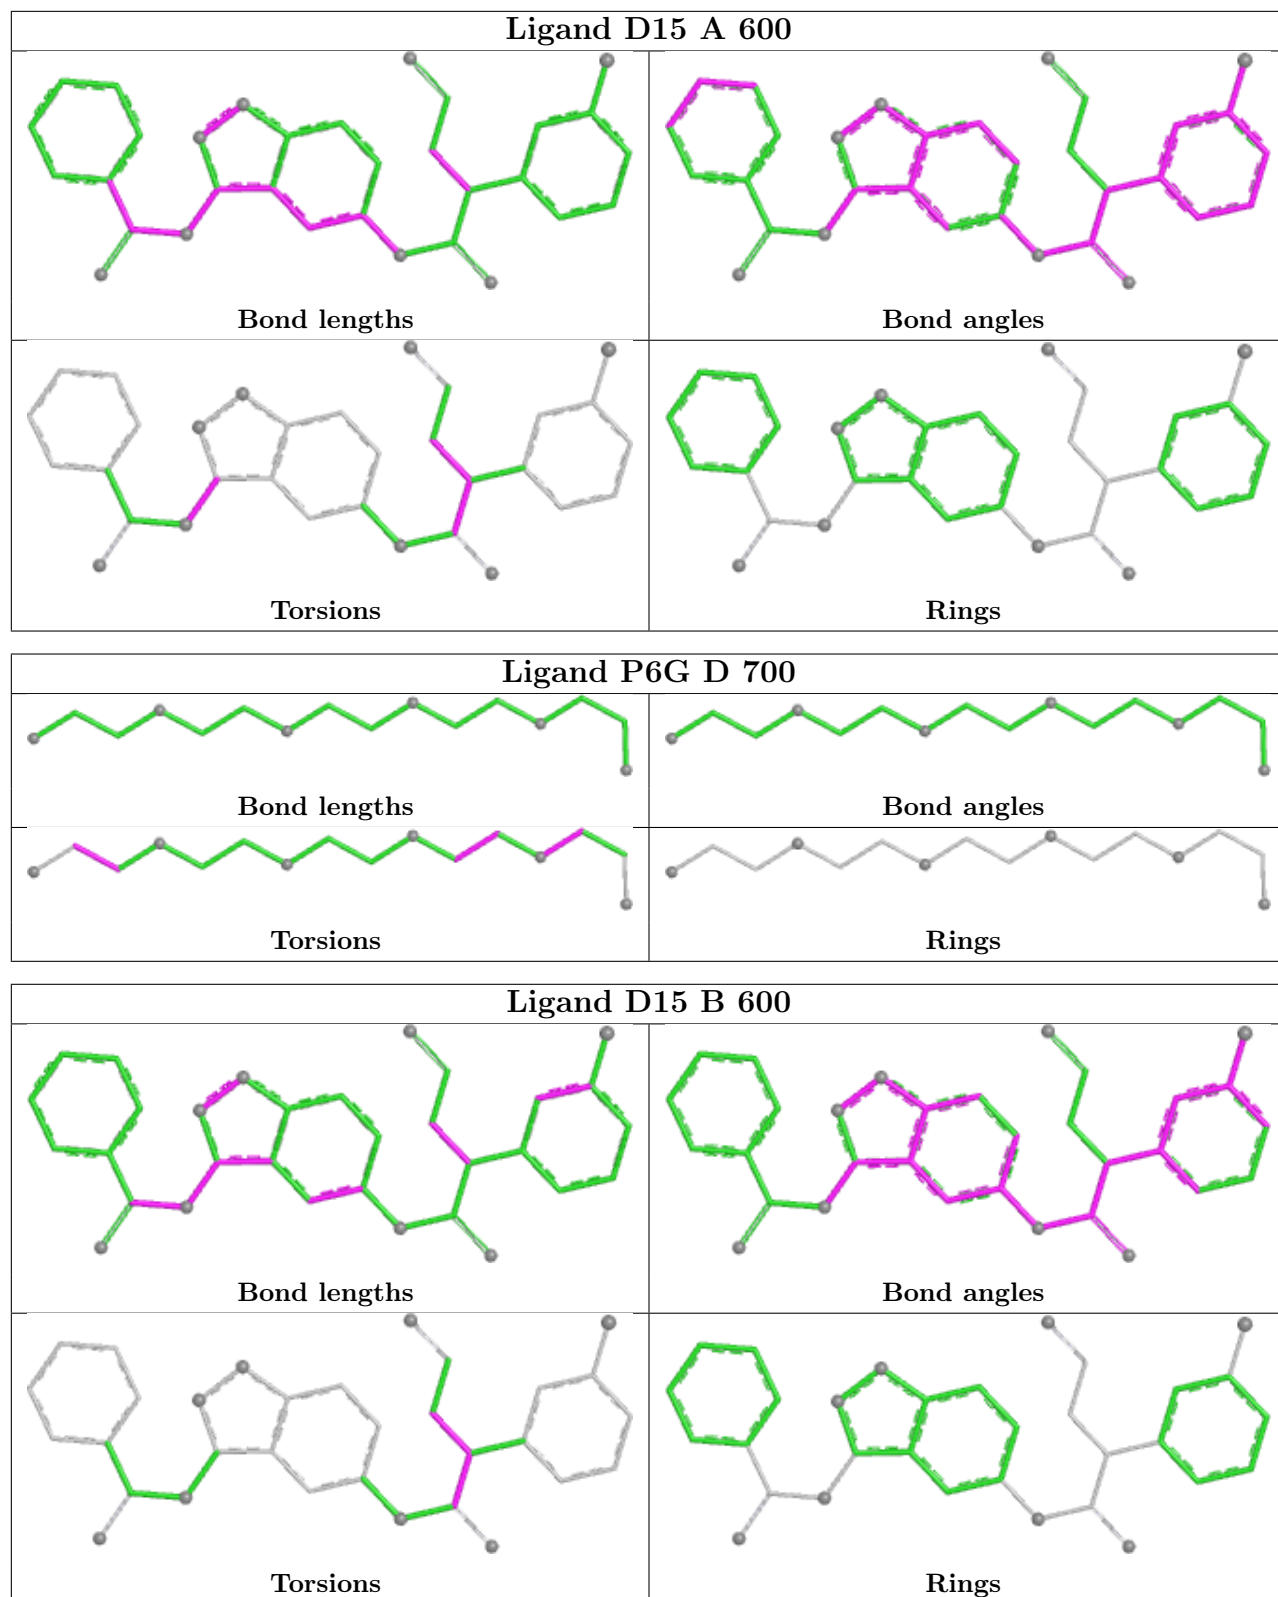 Ligand D15 A 600
Bond lengths
Bond angles
Torsions
Rings
Ligand P6G D 700
Bond lengths
Bond angles
Torsions
Rings
Ligand D15 B 600
Bond lengths
Bond angles
Torsions
Rings